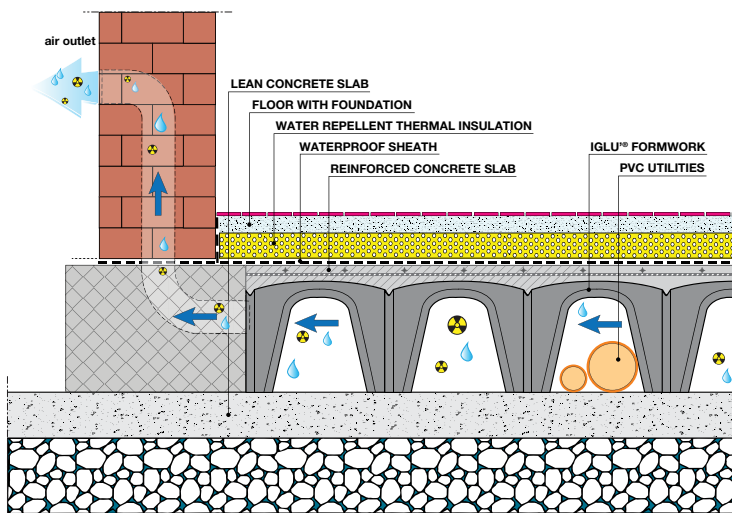 air outlet
LEAN CONCRETE SLAB
FLOOR WITH FOUNDATION
WATER REPELLENT THERMAL INSULATION
WATERPROOF SHEATH
REINFORCED CONCRETE SLAB
IGLU'® FORMWORK
PVC UTILITIES